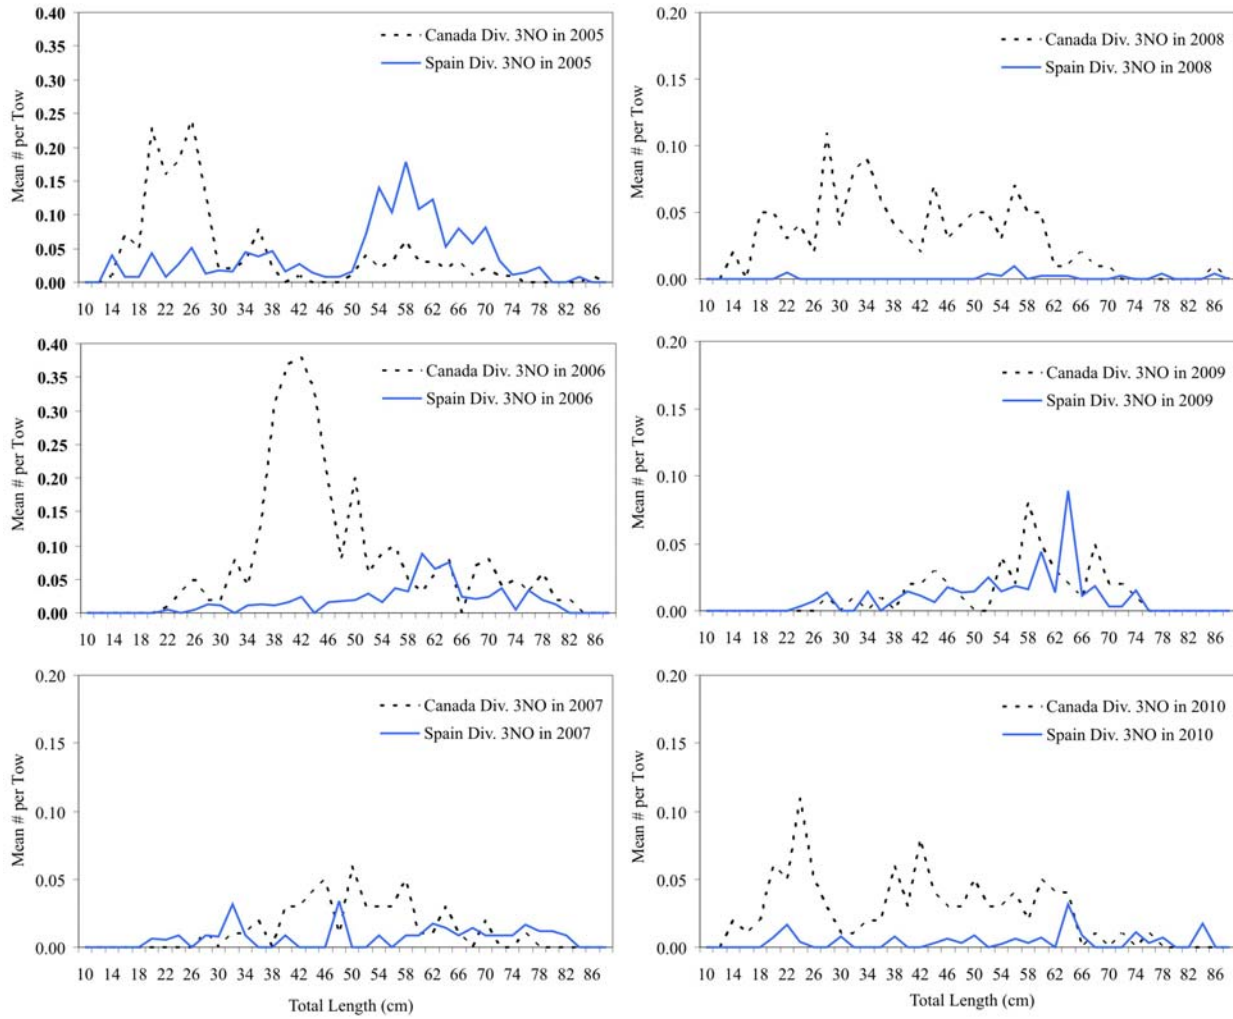 0.40
0.35
0.30
0.25
0.20
0.15
0.10
0.05
0.00
Mean # per Tow
Canada Div. 3NO in 2005
Spain Div. 3NO in 2005
10 14 18 22 26 30 34 38 42 46 50 54 58 62 66 70 74 78 82 86
0.20
0.15
0.10
0.05
0.00
Mean # per Tow
Canada Div. 3NO in 2008
Spain Div. 3NO in 2008
10 14 18 22 26 30 34 38 42 46 50 54 58 62 66 70 74 78 82 86
0.40
0.35
0.30
0.25
0.20
0.15
0.10
0.05
0.00
Mean # per Tow
Canada Div. 3NO in 2006
Spain Div. 3NO in 2006
10 14 18 22 26 30 34 38 42 46 50 54 58 62 66 70 74 78 82 86
0.20
0.15
0.10
0.05
0.00
Mean # per Tow
Canada Div. 3NO in 2009
Spain Div. 3NO in 2009
10 14 18 22 26 30 34 38 42 46 50 54 58 62 66 70 74 78 82 86
0.20
0.15
0.10
0.05
0.00
Mean # per Tow
Canada Div. 3NO in 2007
Spain Div. 3NO in 2007
10 14 18 22 26 30 34 38 42 46 50 54 58 62 66 70 74 78 82 86
Total Length (cm)
0.20
0.15
0.10
0.05
0.00
Mean # per Tow
Canada Div. 3NO in 2010
Spain Div. 3NO in 2010
10 14 18 22 26 30 34 38 42 46 50 54 58 62 66 70 74 78 82 86
Total Length (cm)